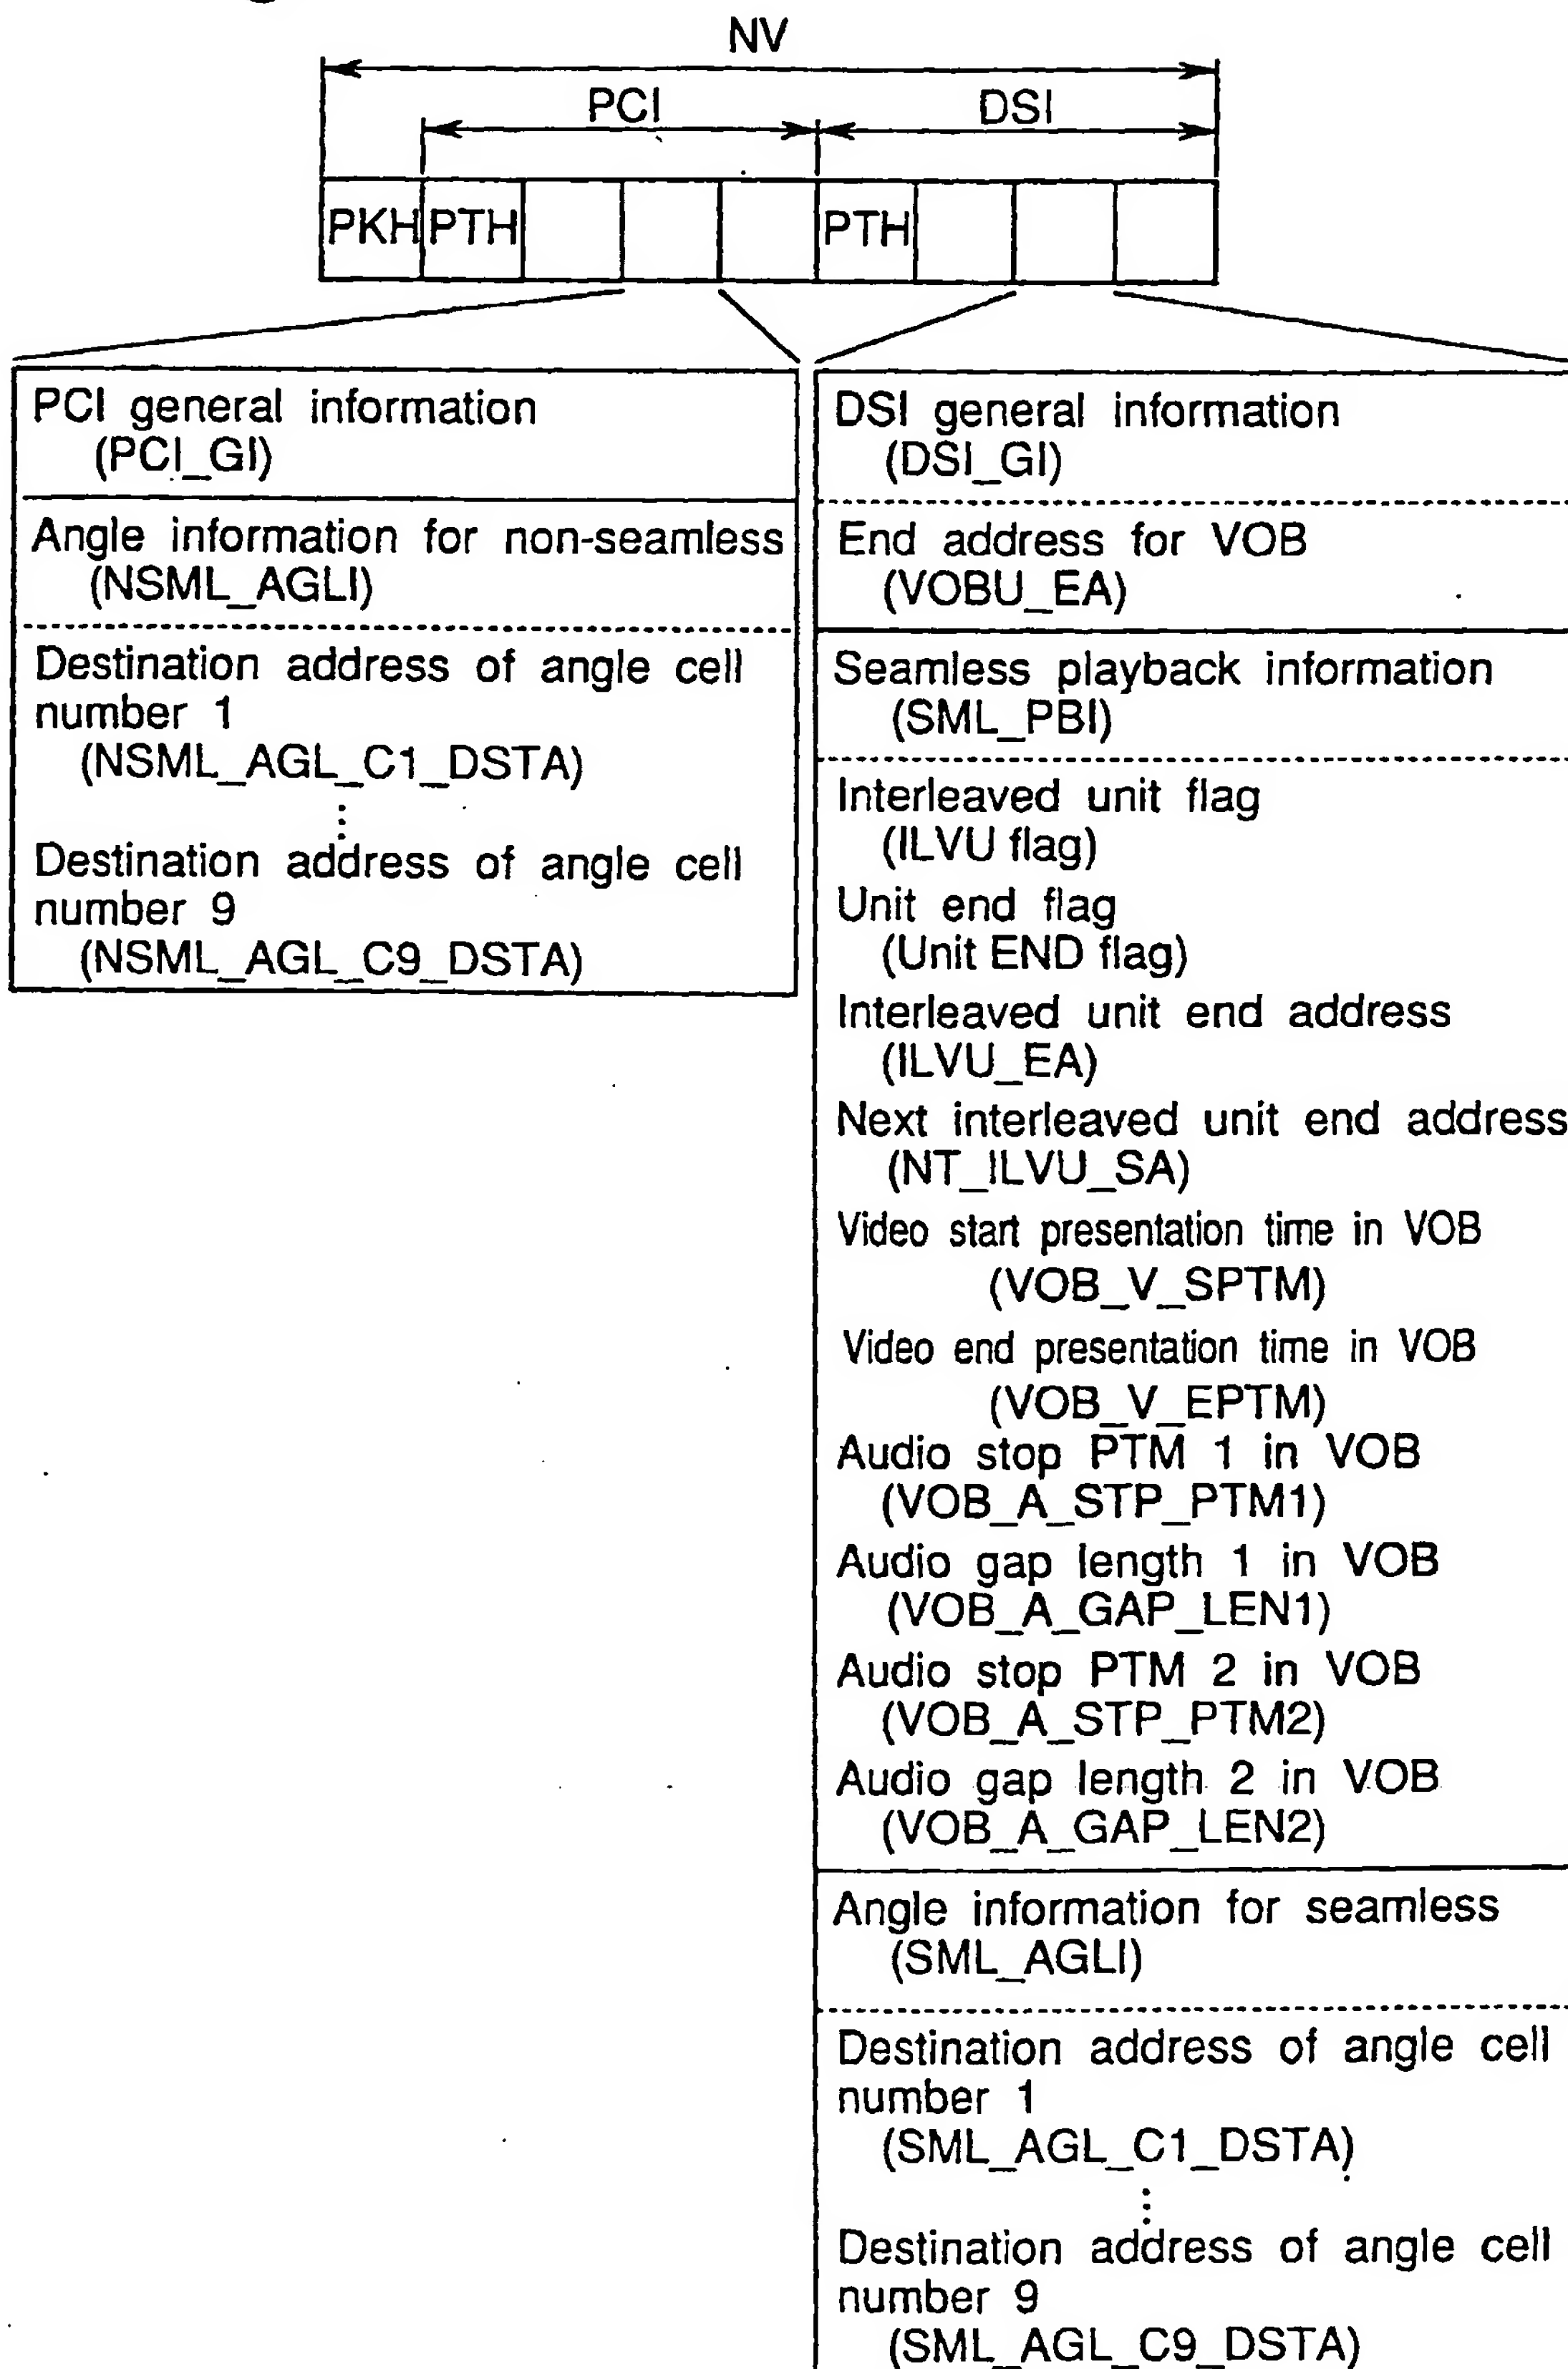 NV
PCI
DSI
PKH
PTH
PTH
PCI general information
(PCI_GI)
Angle information for non-seamless
(NSML_AGLI)
Destination address of angle cell
number 1
(NSML_AGL_C1_DSTA)
Destination address of angle cell
number 9
(NSML_AGL_C9_DSTA)
DSI general information
(DSI_GI)
End address for VOB
(VOBU_EA)
Seamless playback information
(SML_PBI)
Interleaved unit flag
(ILVU flag)
Unit end flag
(Unit END flag)
Interleaved unit end address
(ILVU_EA)
Next interleaved unit end address
(NT_ILVU_SA)
Video start presentation time in VOB
(VOB_V_SPTM)
Video end presentation time in VOB
(VOB_V_EPTM)
Audio stop PTM 1 in VOB
(VOB_A_STP_PTM1)
Audio gap length 1 in VOB
(VOB_A_GAP_LEN1)
Audio stop PTM 2 in VOB
(VOB_A_STP_PTM2)
Audio gap length 2 in VOB
(VOB_A_GAP_LEN2)
Angle information for seamless
(SML_AGLI)
Destination address of angle cell
number 1
(SML_AGL_C1_DSTA)
Destination address of angle cell
number 9
(SML_AGL_C9_DSTA)